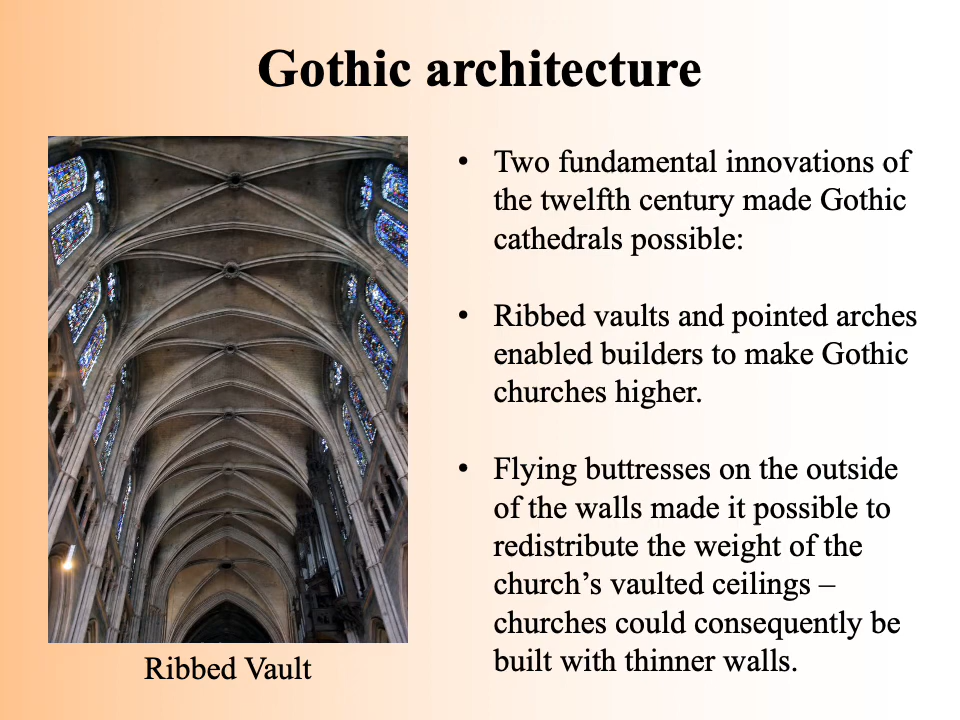 Gothic architecture
• Two fundamental innovations of
the twelfth century made Gothic
cathedrals possible:
• Ribbed vaults and pointed arches
enabled builders to make Gothic
churches higher.
• Flying buttresses on the outside
of the walls made it possible to
redistribute the weight of the
church’s vaulted ceilings –
churches could consequently be
built with thinner walls.
Ribbed Vault